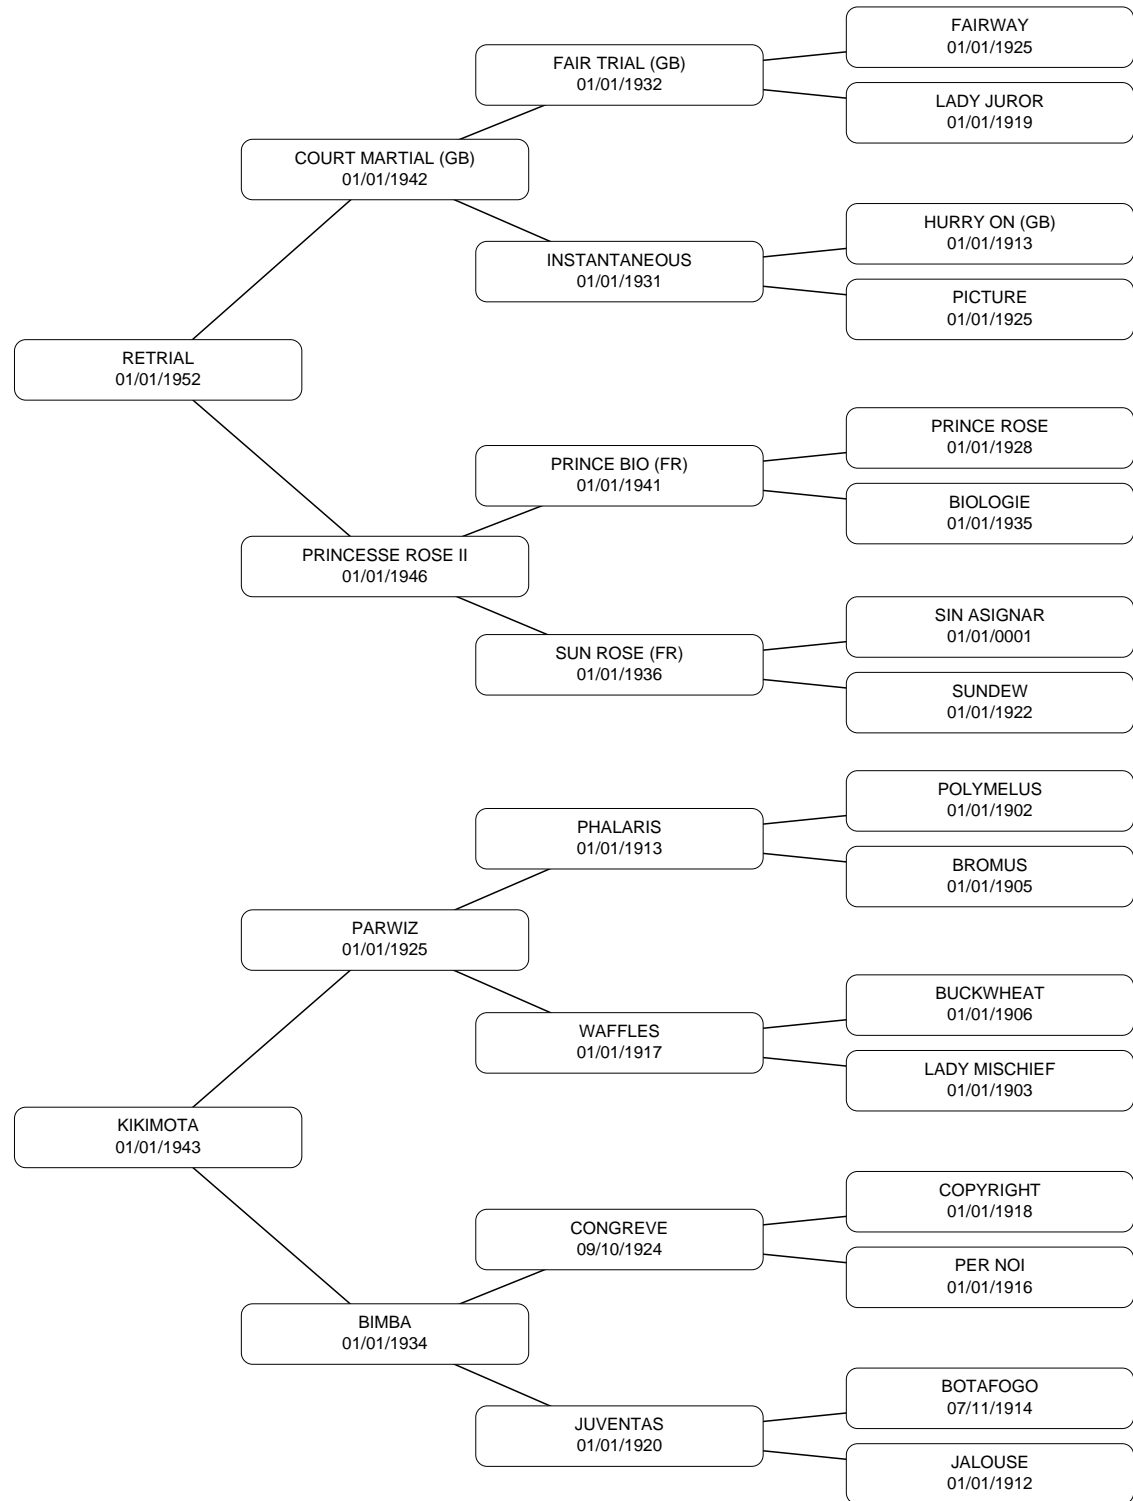 FAIRWAY
01/01/1925
FAIR TRIAL (GB)
01/01/1932
LADY JUROR
01/01/1919
COURT MARTIAL (GB)
01/01/1942
HURRY ON (GB)
01/01/1913
INSTANTANEOUS
01/01/1931
PICTURE
01/01/1925
RETRIAL
01/01/1952
PRINCE ROSE
01/01/1928
PRINCE BIO (FR)
01/01/1941
BIOLOGIE
01/01/1935
PRINCESSE ROSE II
01/01/1946
SIN ASIGNAR
01/01/0001
SUN ROSE (FR)
01/01/1936
SUNDEW
01/01/1922
POLYMELUS
01/01/1902
PHALARIS
01/01/1913
BROMUS
01/01/1905
PARWIZ
01/01/1925
BUCKWHEAT
01/01/1906
WAFFLES
01/01/1917
LADY MISCHIEF
01/01/1903
KIKIMOTA
01/01/1943
COPYRIGHT
01/01/1918
CONGREVE
09/10/1924
PER NOI
01/01/1916
BIMBA
01/01/1934
BOTAFOGO
07/11/1914
JUVENTAS
01/01/1920
JALOUSE
01/01/1912